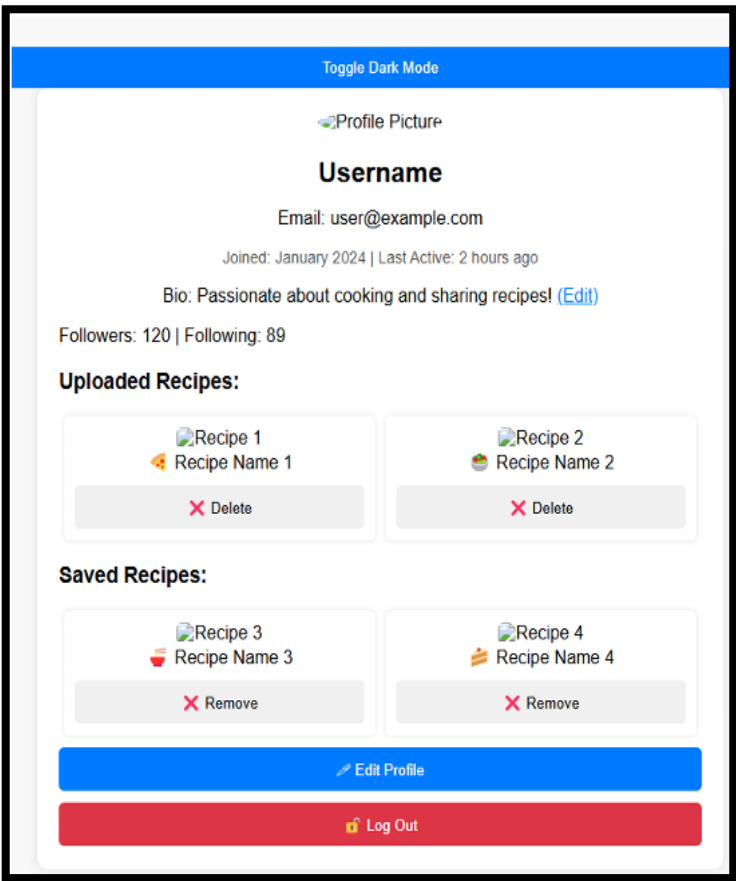 Toggle Dark Mode
Profile Picture
Username
Email: user@example.com
Joined: January 2024 | Last Active: 2 hours ago
Bio: Passionate about cooking and sharing recipes! (Edit)
Followers: 120 | Following: 89
Uploaded Recipes:
Recipe 1
🍕 Recipe Name 1
❌ Delete
Recipe 2
🥗 Recipe Name 2
❌ Delete
Saved Recipes:
Recipe 3
🍜 Recipe Name 3
❌ Remove
Recipe 4
🍰 Recipe Name 4
❌ Remove
🖊 Edit Profile
🔓 Log Out